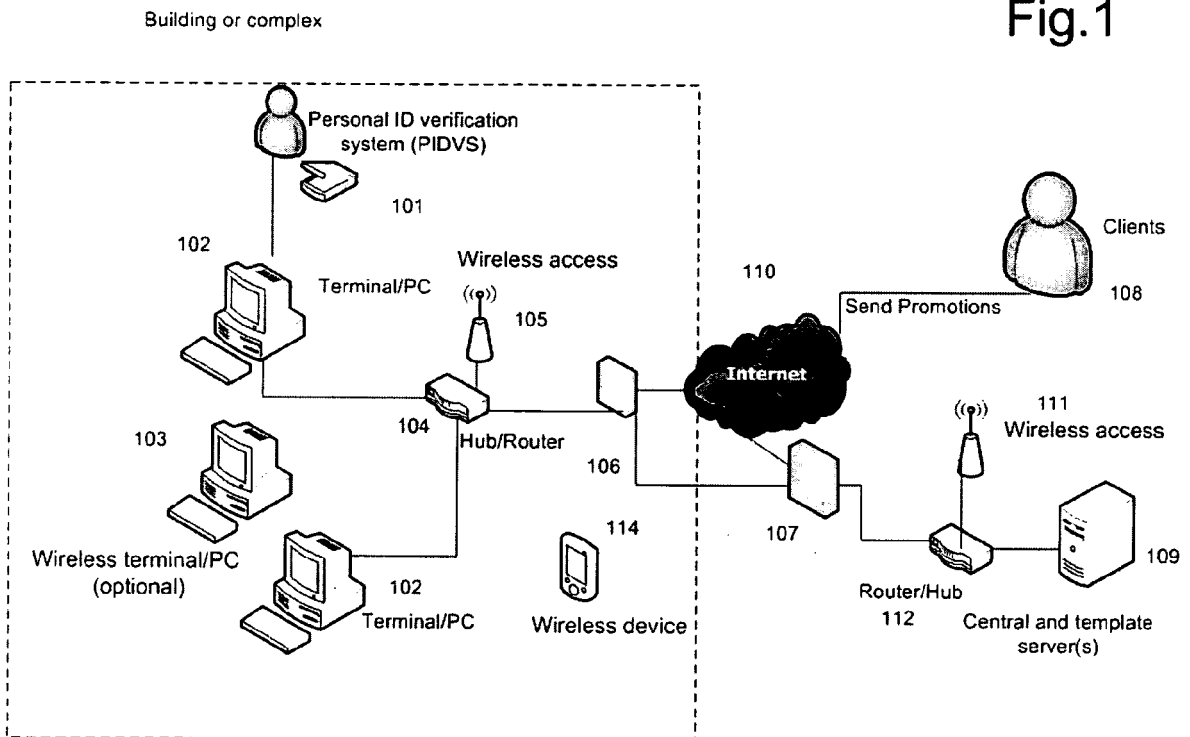 Building or complex
Fig.1
Personal ID verification
system (PIDVS)
101
102
Terminal/PC
Wireless access
105
110
Clients
108
Send Promotions
Internet
103
104
Hub/Router
106
111
Wireless access
107
114
109
Wireless terminal/PC
(optional)
102
Terminal/PC
Wireless device
Router/Hub
112
Central and template
server(s)